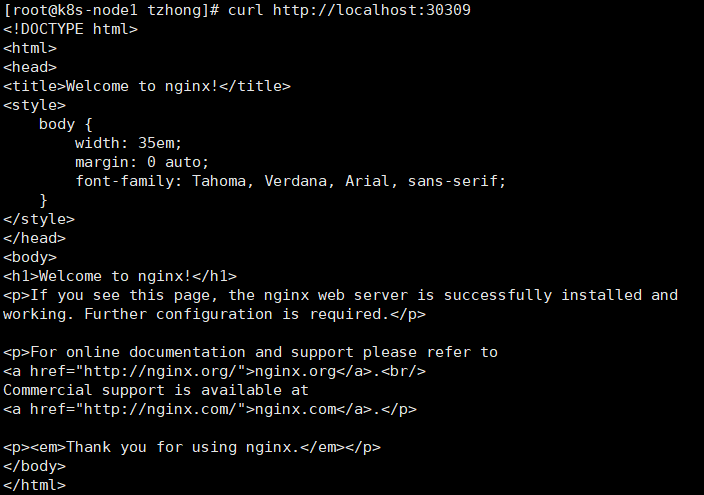 [root@k8s-node1 tzhong]# curl http://localhost:30309
<!DOCTYPE html>
<html>
<head>
<title>Welcome to nginx!</title>
<style>
    body {
        width: 35em;
        margin: 0 auto;
        font-family: Tahoma, Verdana, Arial, sans-serif;
    }
</style>
</head>
<body>
<h1>Welcome to nginx!</h1>
<p>If you see this page, the nginx web server is successfully installed and
working. Further configuration is required.</p>

<p>For online documentation and support please refer to
<a href="http://nginx.org/">nginx.org</a>.<br/>
Commercial support is available at
<a href="http://nginx.com/">nginx.com</a>.</p>

<p><em>Thank you for using nginx.</em></p>
</body>
</html>